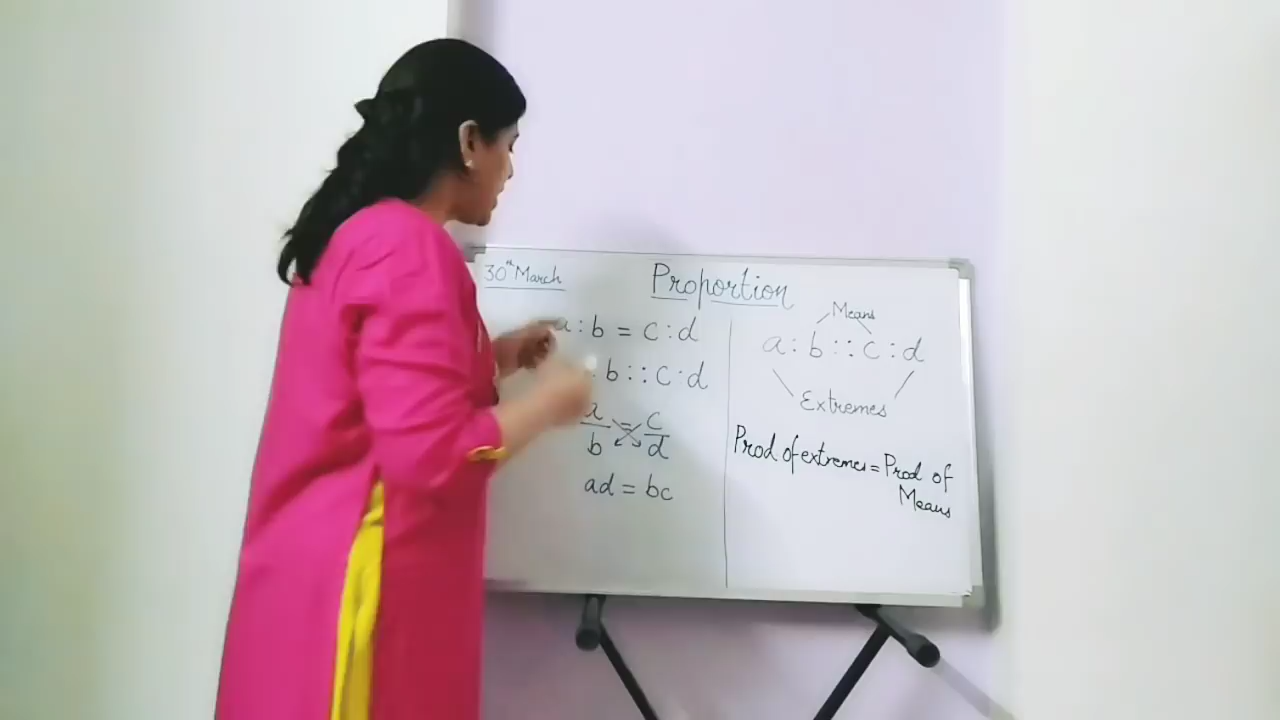 30th March
Proportion
a : b = c : d
: b : : c : d
a/b = c/d
ad = bc
Means
a : b : : c : d
Extremes
Prod of extremes = Prod of
Means